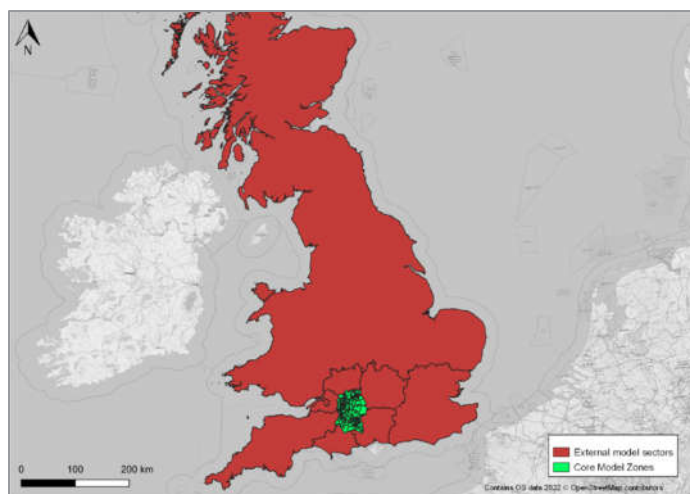 N
External model sectors
Core Model Zones
0 100 200 km
Contains OS data 2022 © OpenStreetMap contributors